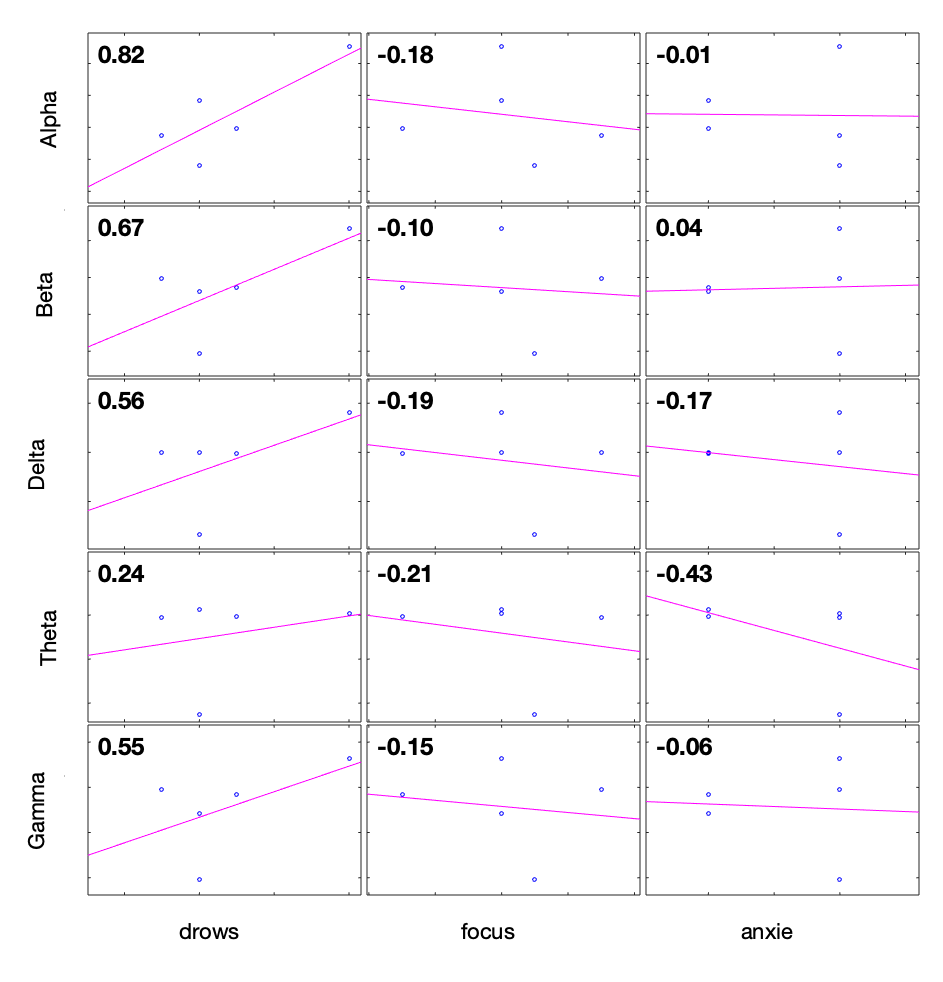 Alpha 0.82 -0.18 -0.01
Beta 0.67 -0.10 0.04
Delta 0.56 -0.19 -0.17
Theta 0.24 -0.21 -0.43
Gamma 0.55 -0.15 -0.06
drows focus anxie